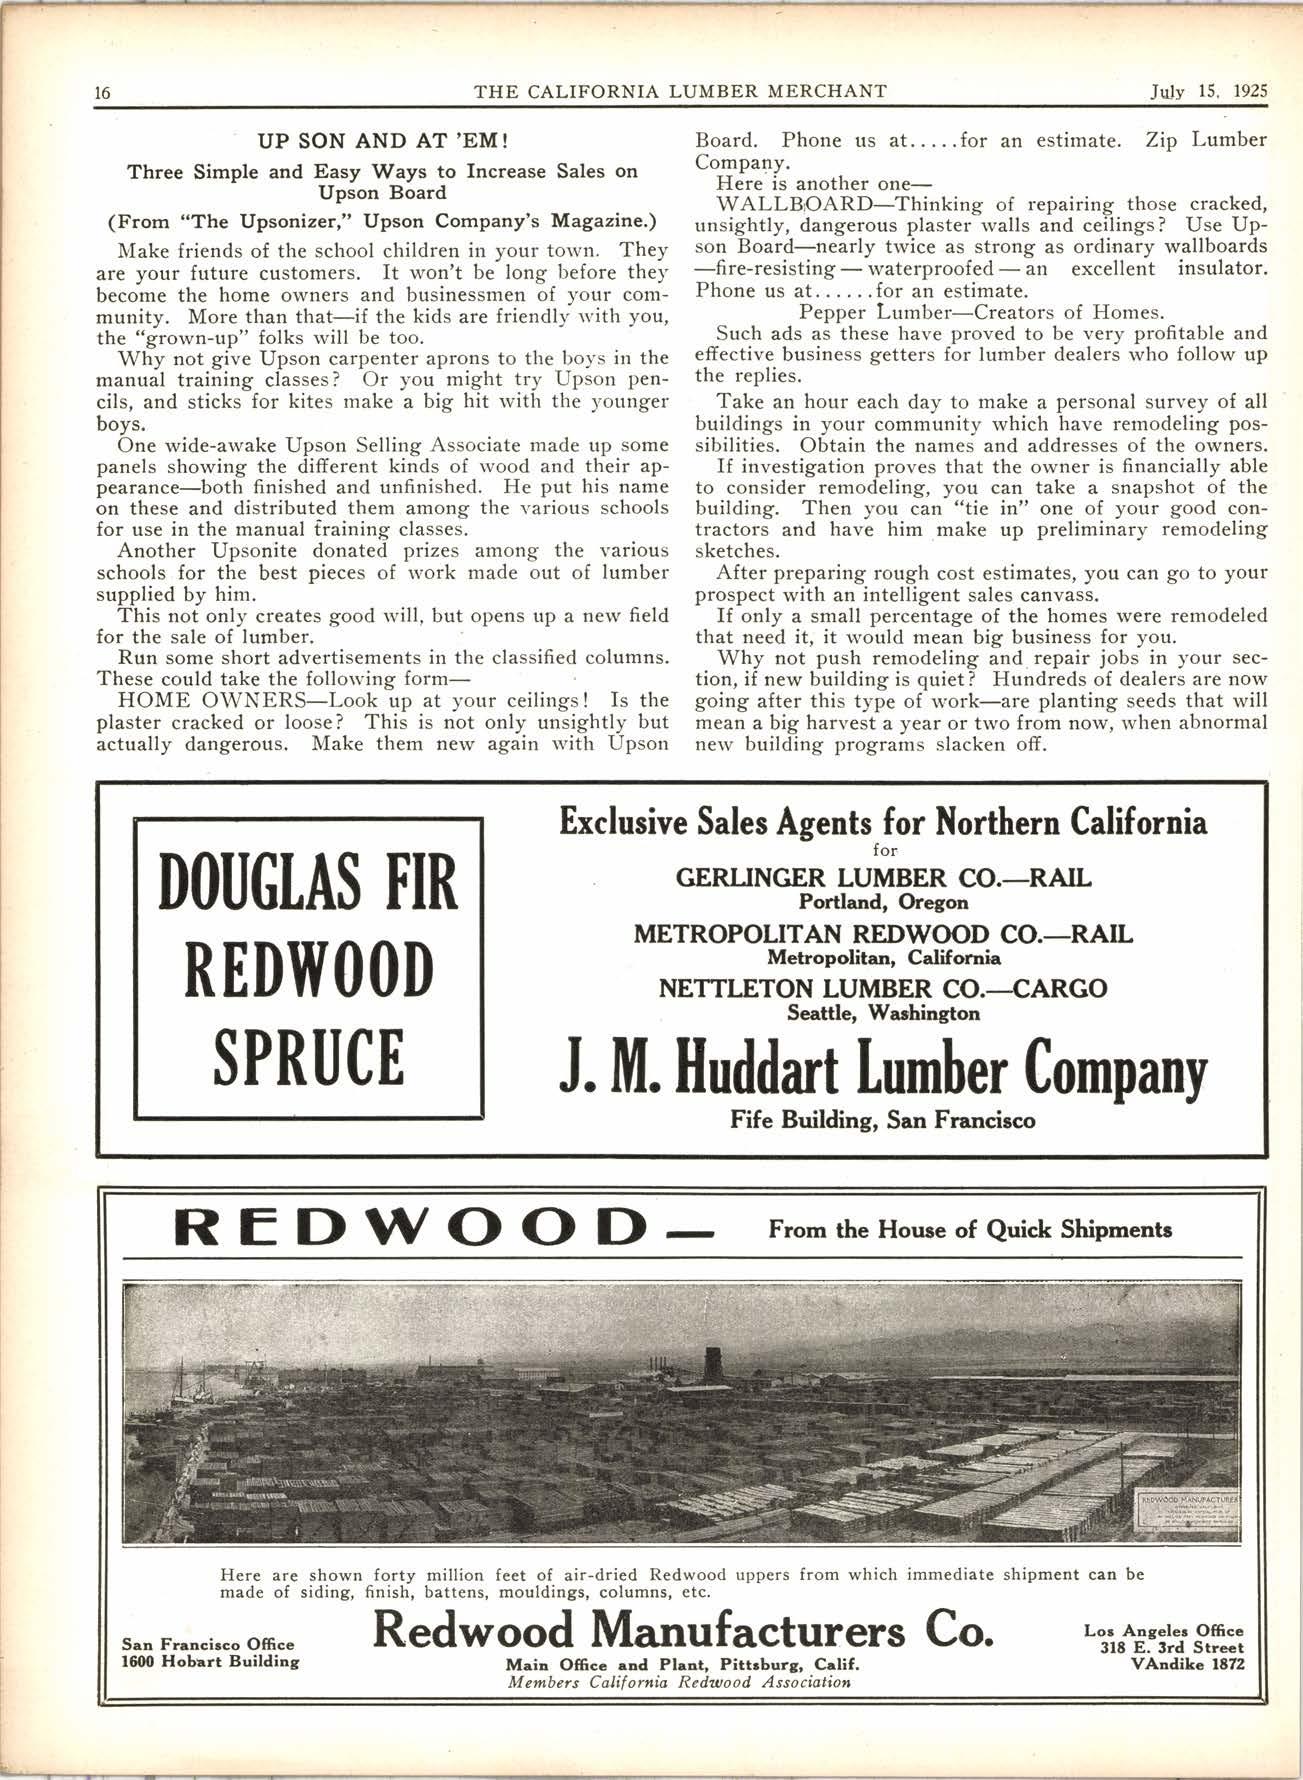 16
THE CALIFORNIA LUMBER MERCHANT
July 15, 1925
UP SON AND AT 'EM!
Three Simple and Easy Ways to Increase Sales on
Upson Board
(From "The Upsonizer," Upson Company's Magazine.)
Make friends of the school children in your town. They
are your future customers. It won't be long before they
become the home owners and businessmen of your com-
munity. More than that—if the kids are friendly with you,
the "grown-up" folks will be too.
Why not give Upson carpenter aprons to the boys in the
manual training classes? Or you might try Upson pen-
cils, and sticks for kites make a big hit with the younger
boys.
One wide-awake Upson Selling Associate made up some
panels showing the different kinds of wood and their ap-
pearance—both finished and unfinished. He put his name
on these and distributed them among the various schools
for use in the manual training classes.
Another Upsonite donated prizes among the various
schools for the best pieces of work made out of lumber
supplied by him.
This not only creates good will, but opens up a new field
for the sale of lumber.
Run some short advertisements in the classified columns.
These could take the following form—
HOME OWNERS—Look up at your ceilings! Is the
plaster cracked or loose? This is not only unsightly but
actually dangerous. Make them new again with Upson
Board. Phone us at.....for an estimate. Zip Lumber
Company.
Here is another one—
WALLBOARD—Thinking of repairing those cracked,
unsightly, dangerous plaster walls and ceilings? Use Up-
son Board—nearly twice as strong as ordinary wallboards
—fire-resisting—waterproofed—an excellent insulator.
Phone us at......for an estimate.
Pepper Lumber—Creators of Homes.
Such ads as these have proved to be very profitable and
effective business getters for lumber dealers who follow up
the replies.
Take an hour each day to make a personal survey of all
buildings in your community which have remodeling pos-
sibilities. Obtain the names and addresses of the owners.
If investigation proves that the owner is financially able
to consider remodeling, you can take a snapshot of the
building. Then you can "tie in" one of your good con-
tractors and have him make up preliminary remodeling
sketches.
After preparing rough cost estimates, you can go to your
prospect with an intelligent sales canvass.
If only a small percentage of the homes were remodeled
that need it, it would mean big business for you.
Why not push remodeling and repair jobs in your sec-
tion, if new building is quiet? Hundreds of dealers are now
going after this type of work—are planting seeds that will
mean a big harvest a year or two from now, when abnormal
new building programs slacken off.
DOUGLAS FIR
REDWOOD
SPRUCE
Exclusive Sales Agents for Northern California
for
GERLINGER LUMBER CO.—RAIL
Portland, Oregon
METROPOLITAN REDWOOD CO.—RAIL
Metropolitan, California
NETTLETON LUMBER CO.—CARGO
Seattle, Washington
J. M. Huddart Lumber Company
Fife Building, San Francisco
REDWOOD—
From the House of Quick Shipments
REDWOOD MANUFACTURER
Here are shown forty million feet of air-dried Redwood uppers from which immediate shipment can be
made of siding, finish, battens, mouldings, columns, etc.
San Francisco Office
1600 Hobart Building
Redwood Manufacturers Co.
Main Office and Plant, Pittsburg, Calif.
Members California Redwood Association
Los Angeles Office
318 E. 3rd Street
VAndike 1872